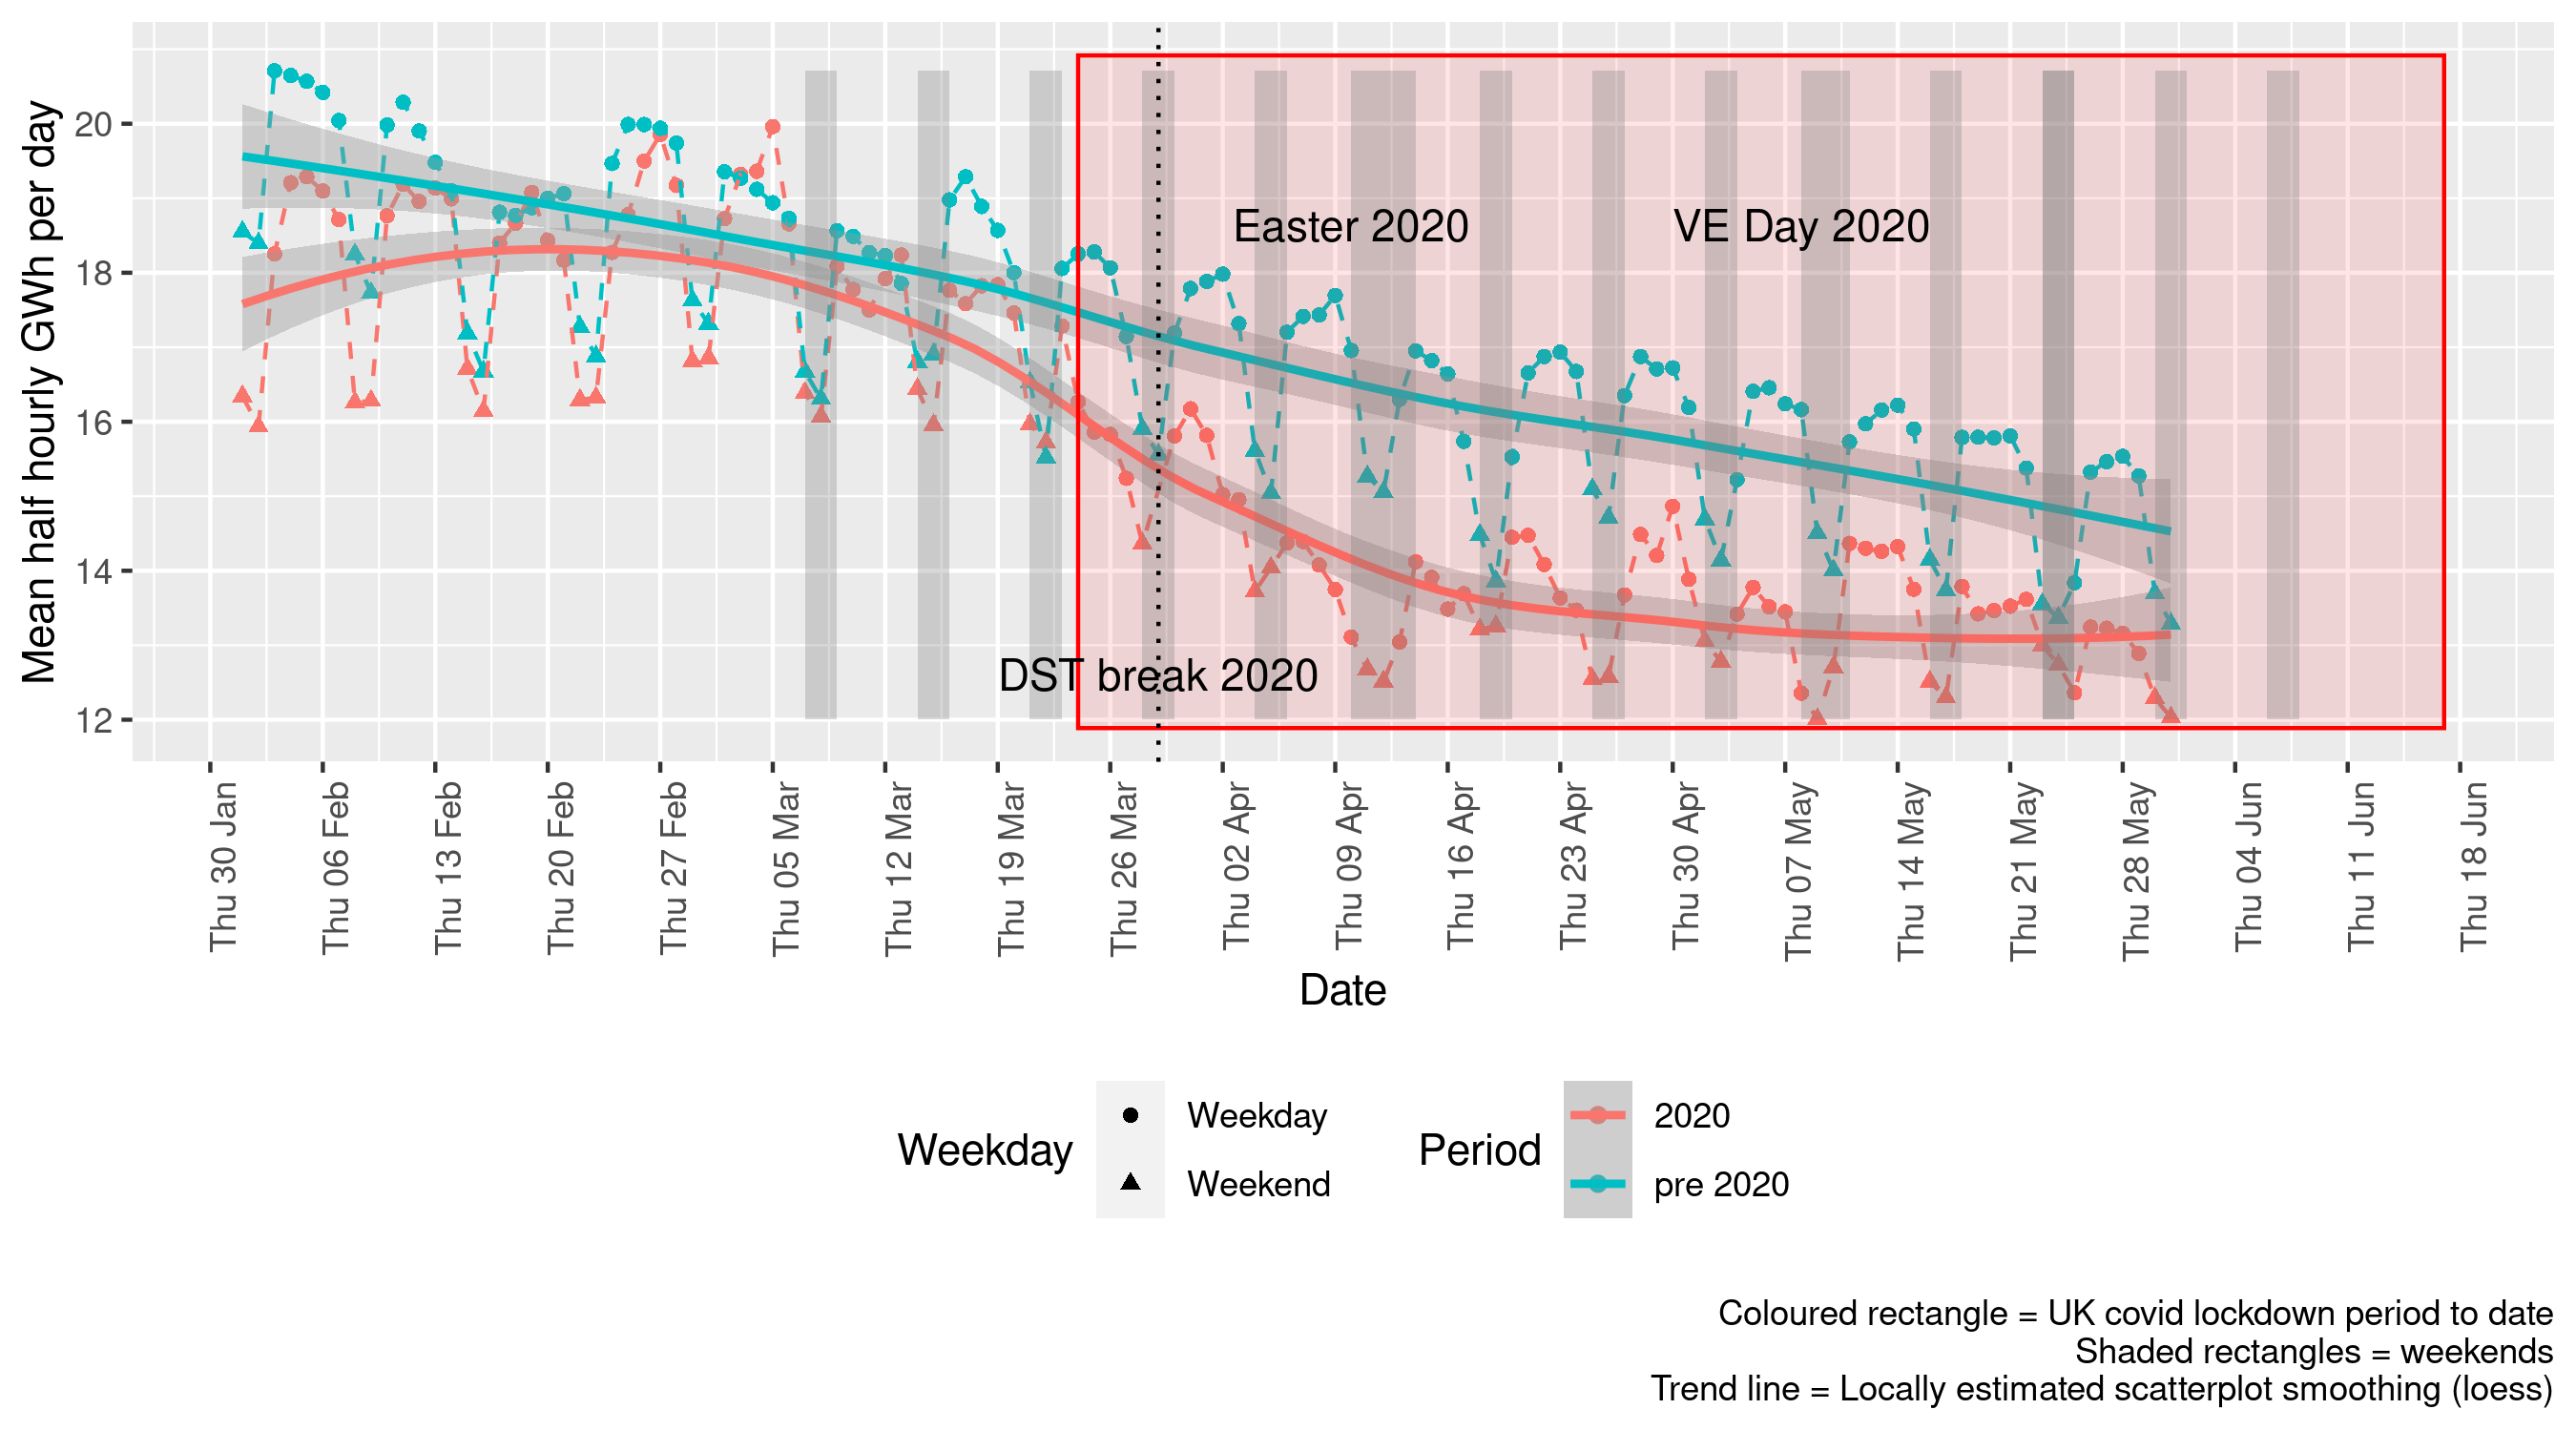 Mean half hourly GWh per day
20
18
16
14
12
Easter 2020
VE Day 2020
DST break 2020
Thu 30 Jan
Thu 06 Feb
Thu 13 Feb
Thu 20 Feb
Thu 27 Feb
Thu 05 Mar
Thu 12 Mar
Thu 19 Mar
Thu 26 Mar
Thu 02 Apr
Thu 09 Apr
Thu 16 Apr
Thu 23 Apr
Thu 30 Apr
Thu 07 May
Thu 14 May
Thu 21 May
Thu 28 May
Thu 04 Jun
Thu 11 Jun
Thu 18 Jun
Date
Weekday
Weekday
Weekend
Period
2020
pre 2020
Coloured rectangle = UK covid lockdown period to date
Shaded rectangles = weekends
Trend line = Locally estimated scatterplot smoothing (loess)